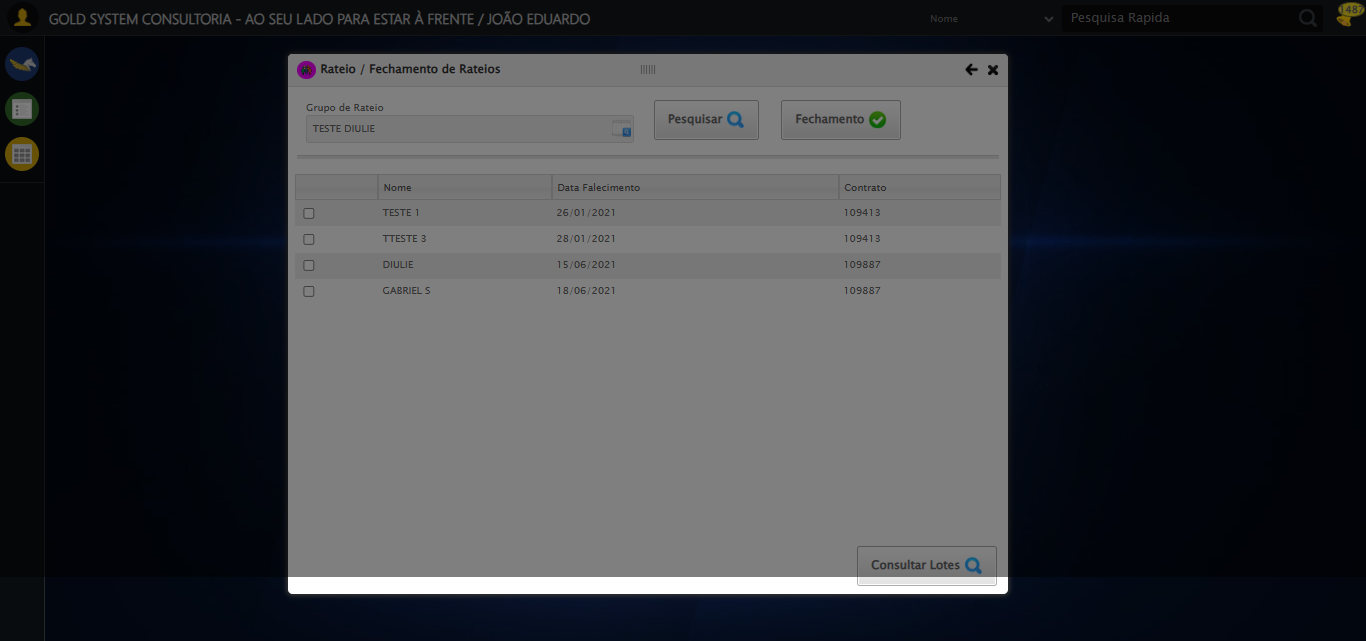 GOLD SYSTEM CONSULTORIA - AO SEU LADO PARA ESTAR À FRENTE / JOÃO EDUARDO
Nome
Pesquisa Rapida
487
Rateio / Fechamento de Rateios
Grupo de Rateio
TESTE DIULIE
Pesquisar
Fechamento
Nome Data Falecimento Contrato
TESTE 1 26/01/2021 109413
TTESTE 3 28/01/2021 109413
DIULIE 15/06/2021 109887
GABRIEL S 18/06/2021 109887
Consultar Lotes